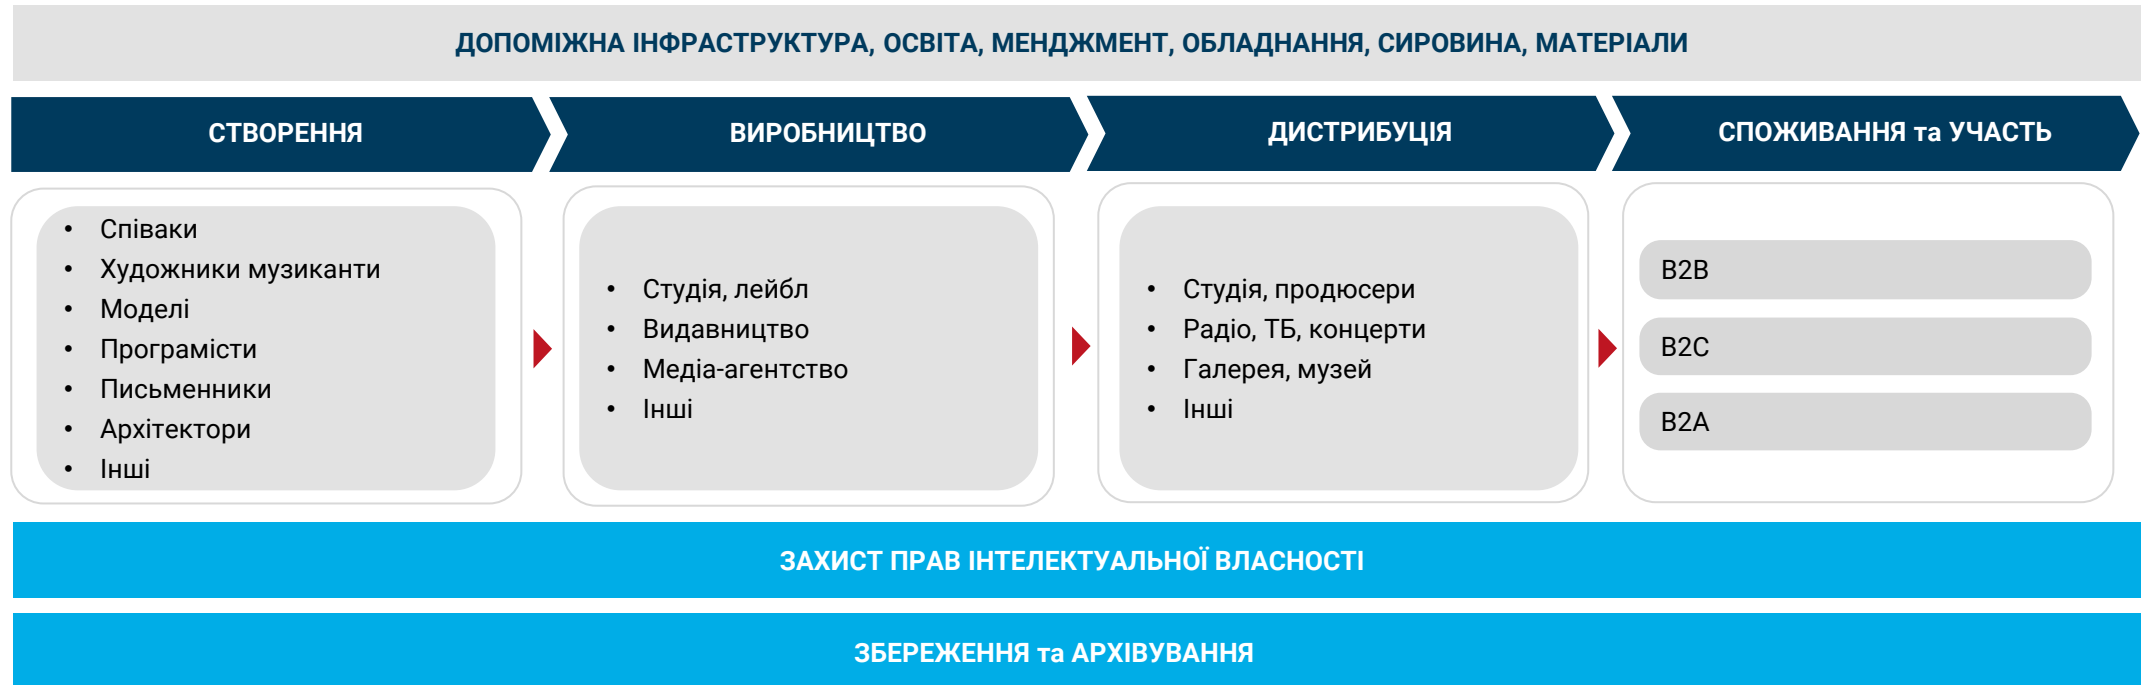 ДОПОМІЖНА ІНФРАСТРУКТУРА, ОСВІТА, МЕНДЖМЕНТ, ОБЛАДНАННЯ, СИРОВИНА, МАТЕРІАЛИ
СТВОРЕННЯ
ВИРОБНИЦТВО
ДИСТРИБУЦІЯ
СПОЖИВАННЯ та УЧАСТЬ
• Співаки
• Художники музиканти
• Моделі
• Програмісти
• Письменники
• Архітектори
• Інші
• Студія, лейбл
• Видавництво
• Медіа-агентство
• Інші
• Студія, продюсери
• Радіо, ТБ, концерти
• Галерея, музей
• Інші
B2B
B2C
B2A
ЗАХИСТ ПРАВ ІНТЕЛЕКТУАЛЬНОЇ ВЛАСНОСТІ
ЗБЕРЕЖЕННЯ та АРХІВУВАННЯ